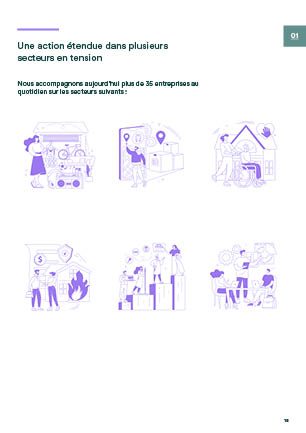 01
Une action étendue dans plusieurs
secteurs en tension
Nous accompagnons aujourd'hui plus de 35 entreprises au
quotidien sur les secteurs suivants :